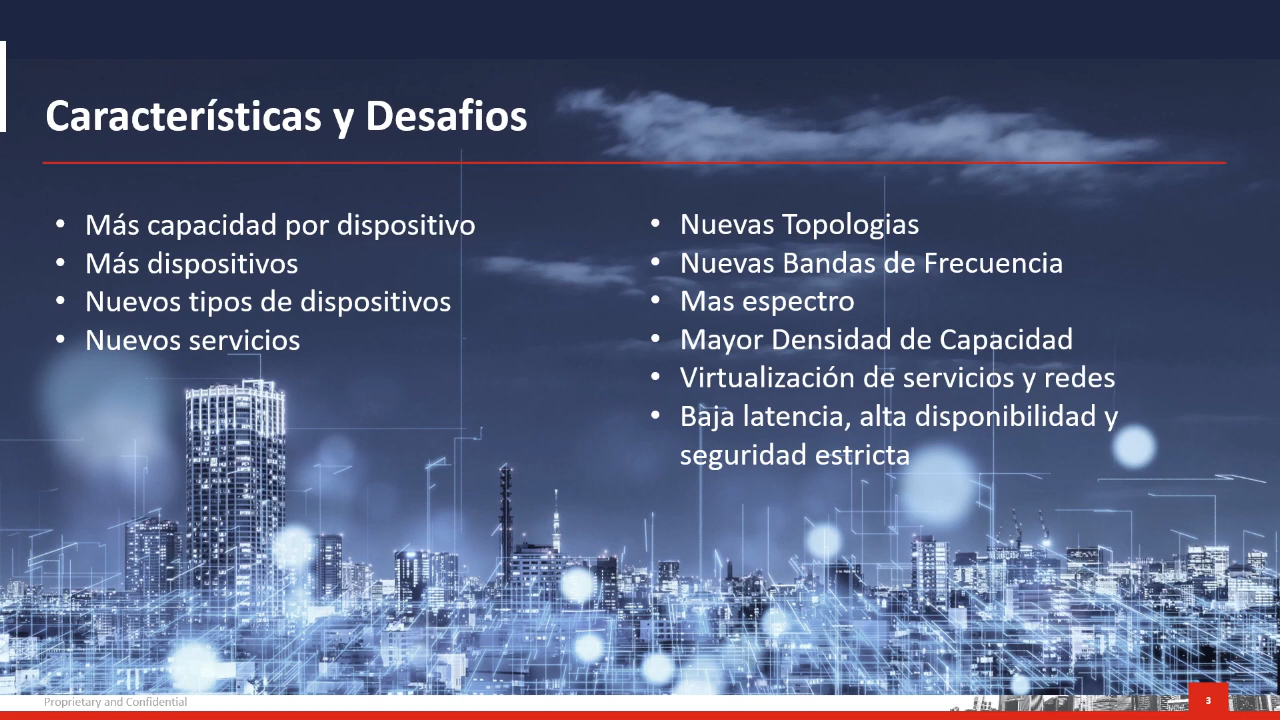 Características y Desafios
• Más capacidad por dispositivo
• Más dispositivos
• Nuevos tipos de dispositivos
• Nuevos servicios
• Nuevas Topologias
• Nuevas Bandas de Frecuencia
• Mas espectro
• Mayor Densidad de Capacidad
• Virtualización de servicios y redes
• Baja latencia, alta disponibilidad y
seguridad estricta
Proprietary and Confidential
3